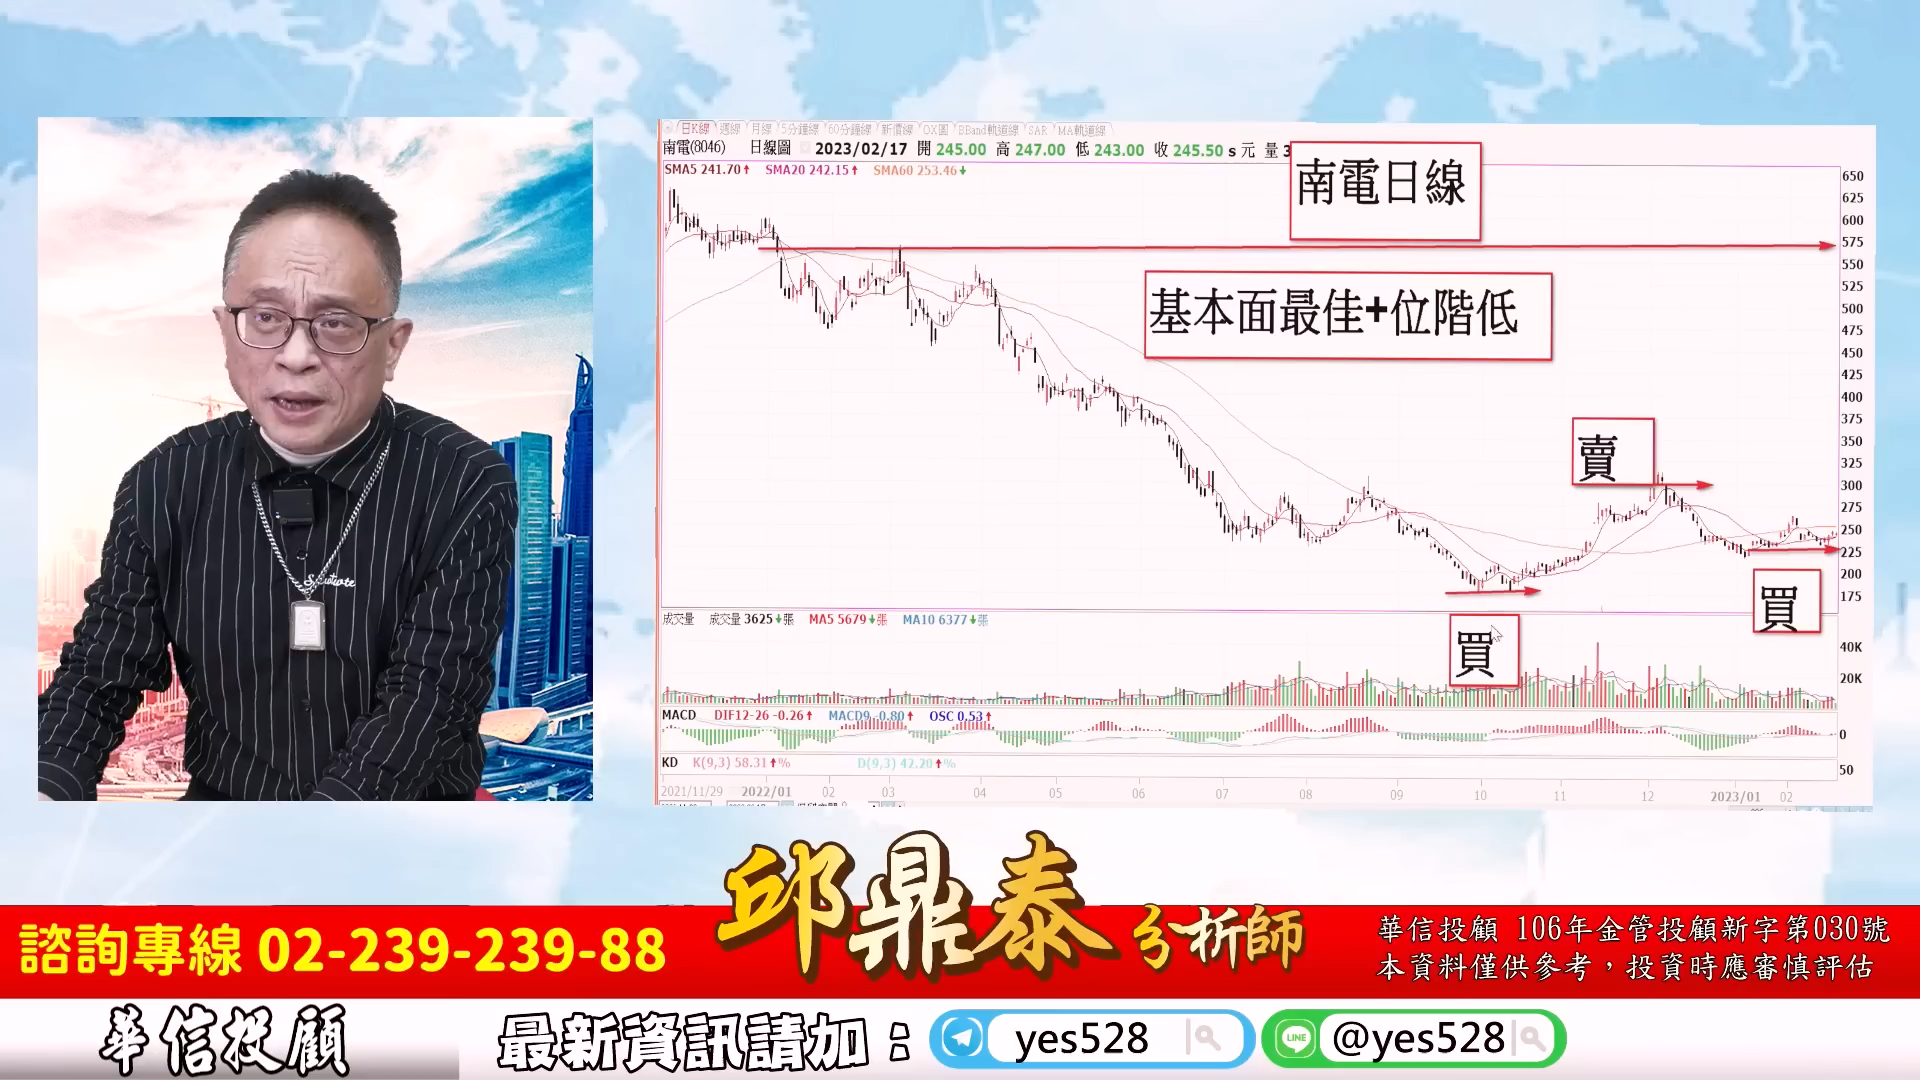 日K線 週線 月線 5分鐘線 60分鐘線 新價線 OX圖 BBand軌道線 SAR MA軌道線
南電(8046) 日線圖 2023/02/17 開 245.00 高 247.00 低 243.00 收 245.50 s 元 量 3
SMA5 241.70↑ SMA20 242.15↑ SMA60 253.46↓
南電日線
基本面最佳+位階低
賣
買
買
650
625
600
575
550
525
500
475
450
425
400
375
350
325
300
275
250
225
200
175
成交量 成交量 3625↓張 MA5 5679↓張 MA10 6377↓張
40K
20K
MACD DIF12-26 -0.26↑ MACD9 -0.80↑ OSC 0.53↑
0
KD K(9,3) 58.31↑% D(9,3) 42.20↑%
50
2021/11/29 2022/01 02 03 04 05 06 07 08 09 10 11 12 2023/01 02
邱鼎泰 分析師
諮詢專線 02-239-239-88
華信投顧 106年金管投顧新字第030號
本資料僅供參考，投資時應審慎評估
華信投顧
最新資訊請加：
yes528
LINE
@yes528